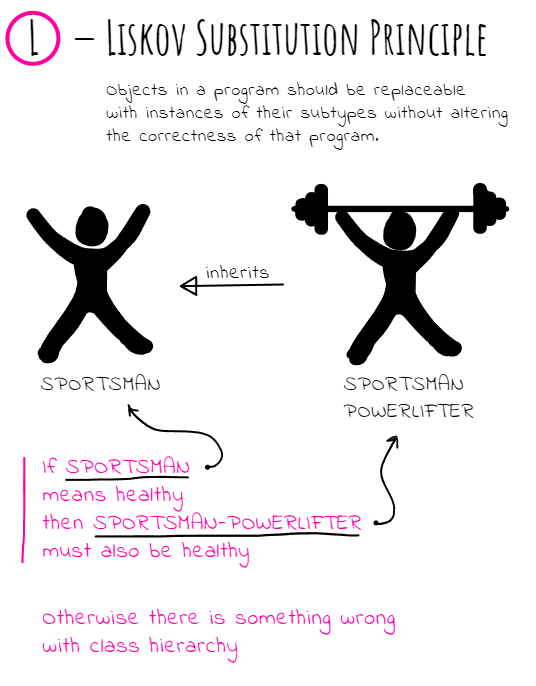 L – LISKOV SUBSTITUTION PRINCIPLE
Objects in a program should be replaceable
with instances of their subtypes without altering
the correctness of that program.
inherits
SPORTSMAN
SPORTSMAN
POWERLIFTER
If SPORTSMAN
means healthy
then SPORTSMAN-POWERLIFTER
must also be healthy
Otherwise there is something wrong
with class hierarchy